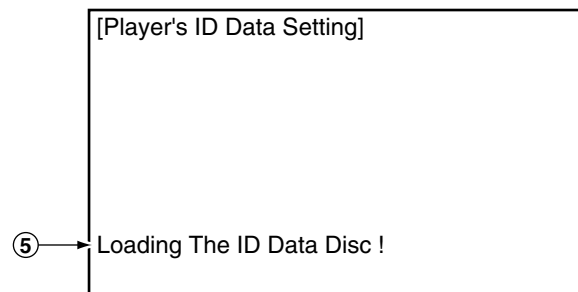 [Player's ID Data Setting]
5 Loading The ID Data Disc !